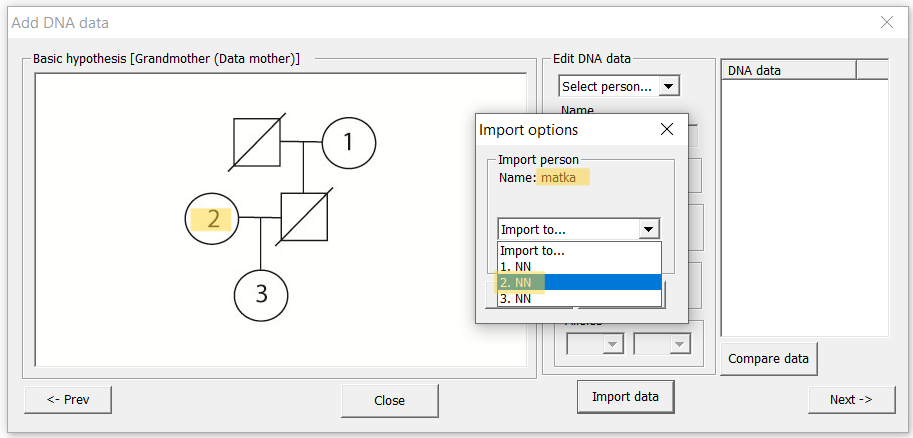 Add DNA data
Basic hypothesis [Grandmother (Data mother)]
1
2
3
Edit DNA data
Select person...
Name
DNA data
Import options
Import person
Name: matka
Import to...
Import to...
1. NN
2. NN
3. NN
Compare data
<- Prev
Close
Import data
Next ->